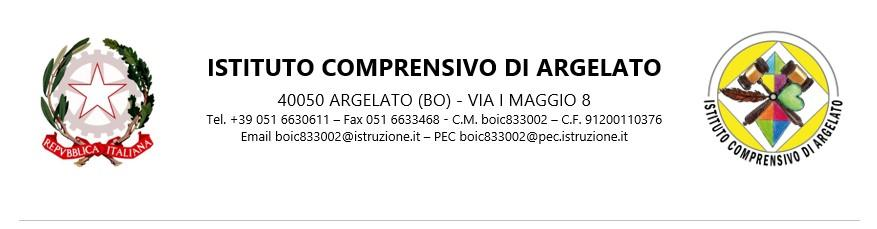 ISTITUTO COMPRENSIVO DI ARGELATO
40050 ARGELATO (BO) - VIA I MAGGIO 8
Tel. +39 051 6630611 – Fax 051 6633468 - C.M. boic833002 – C.F. 91200110376
Email boic833002@istruzione.it – PEC boic833002@pec.istruzione.it
REPVBBLICA ITALIANA
ISTITUTO COMPRENSIVO DI ARGELATO